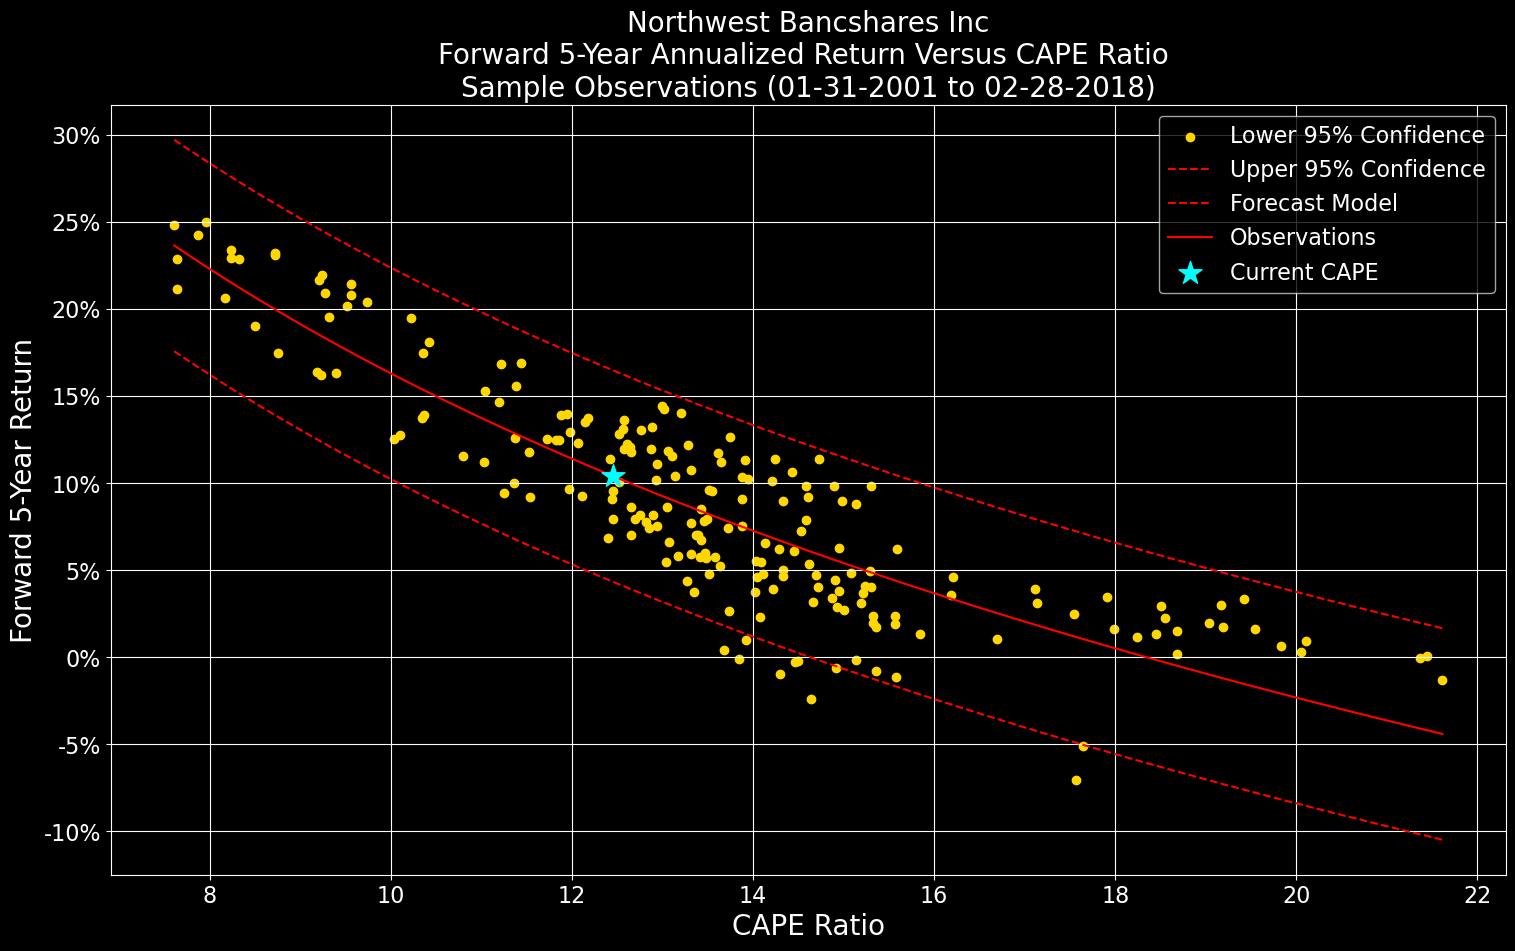 Northwest Bancshares Inc
Forward 5-Year Annualized Return Versus CAPE Ratio
Sample Observations (01-31-2001 to 02-28-2018)
Lower 95% Confidence
Upper 95% Confidence
Forecast Model
Observations
Current CAPE
Forward 5-Year Return
30%
25%
20%
15%
10%
5%
0%
-5%
-10%
8 10 12 14 16 18 20 22
CAPE Ratio